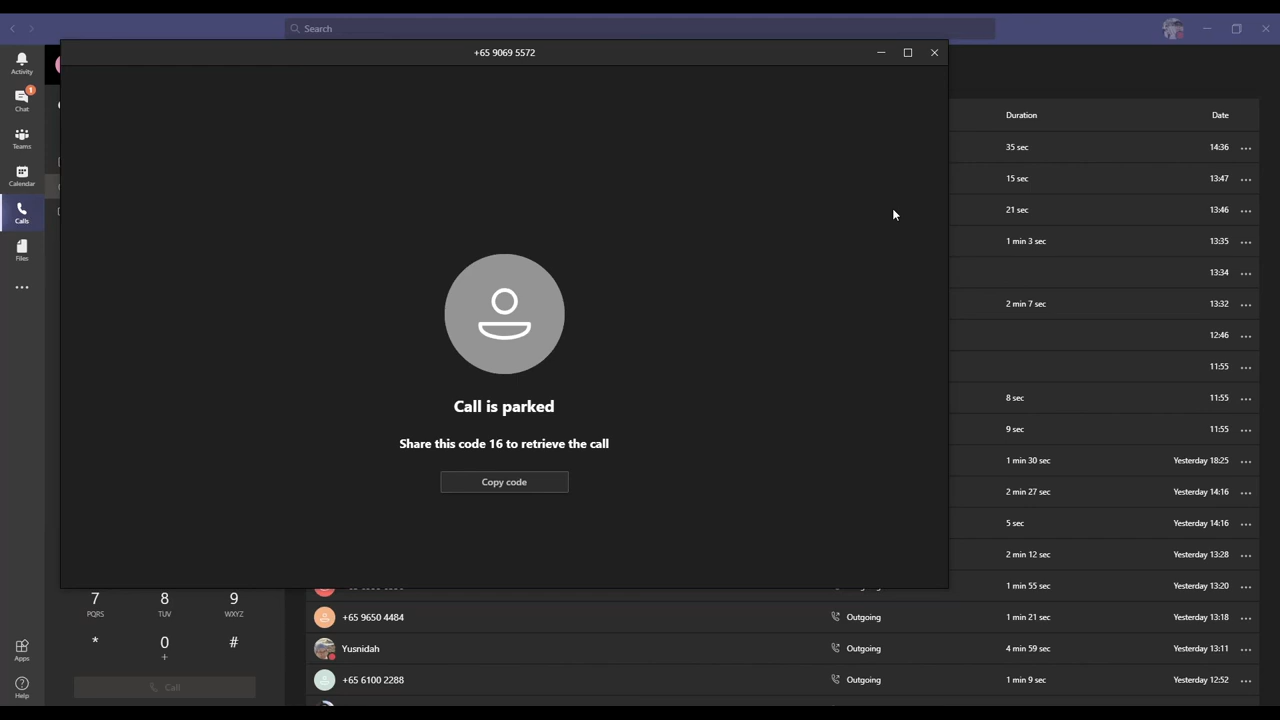 Search
+65 9069 5572
Activity
1
Chat
Teams
Calendar
Calls
Files
Apps
Help
Call is parked
Share this code 16 to retrieve the call
Copy code
Duration Date
35 sec 14:36
15 sec 13:47
21 sec 13:46
1 min 3 sec 13:35
13:34
2 min 7 sec 13:32
12:46
11:55
8 sec 11:55
9 sec 11:55
1 min 30 sec Yesterday 18:25
2 min 27 sec Yesterday 14:16
5 sec Yesterday 14:16
2 min 12 sec Yesterday 13:28
1 min 55 sec Yesterday 13:20
+65 9650 4484 Outgoing 1 min 21 sec Yesterday 13:18
Yusnidah Outgoing 4 min 59 sec Yesterday 13:11
+65 6100 2288 Outgoing 1 min 9 sec Yesterday 12:52
7 8 9
PQRS TUV WXYZ
* 0 #
+
Call